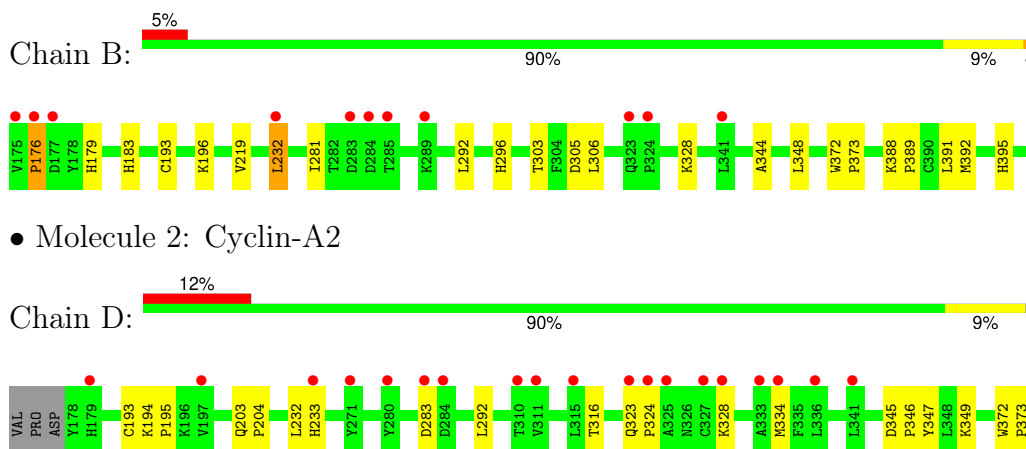 5%
Chain B:
90% 9%
V175 P176 D177 Y178 H179 H183 C193 K196 V219 L232 I281 T282 D283 D284 T285 K289 L292 H296 T303 F304 D305 L306 Q323 P324 K328 L341 A344 L348 W372 P373 K388 P389 C390 L391 M392 H395
• Molecule 2: Cyclin-A2
12%
Chain D:
90% 9%
VAL PRO ASP Y178 H179 C193 K194 P195 K196 V197 Q203 P204 L232 H233 Y271 Y280 D283 D284 L292 T310 V311 L315 T316 Q323 P324 A325 N326 C327 K328 A333 M334 F335 L336 L341 D345 P346 Y347 L348 K349 W372 P373